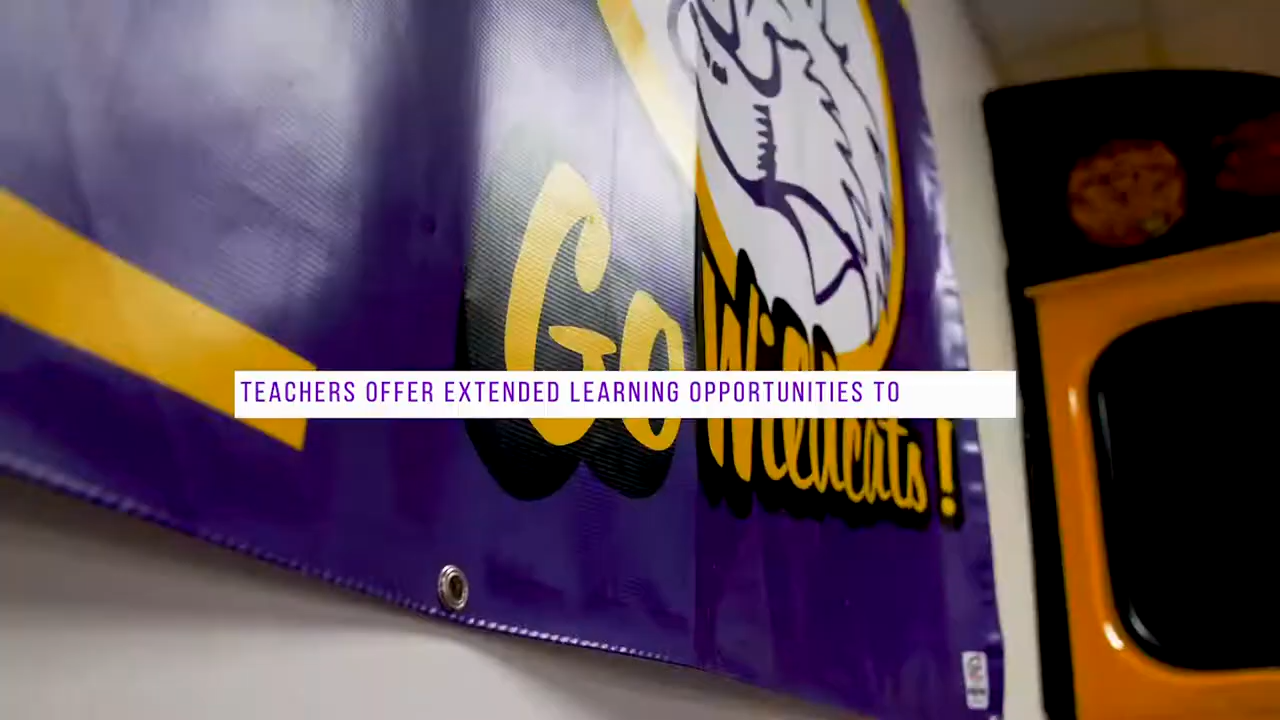 Go Wildcats!
TEACHERS OFFER EXTENDED LEARNING OPPORTUNITIES TO